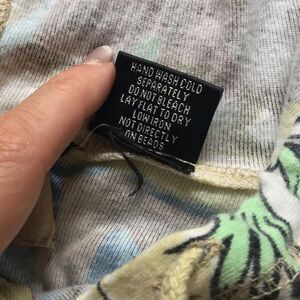 HAND WASH COLD
SEPARATELY
DO NOT BLEACH
LAY FLAT TO DRY
LOW IRON
NOT DIRECTLY
ON BEADS